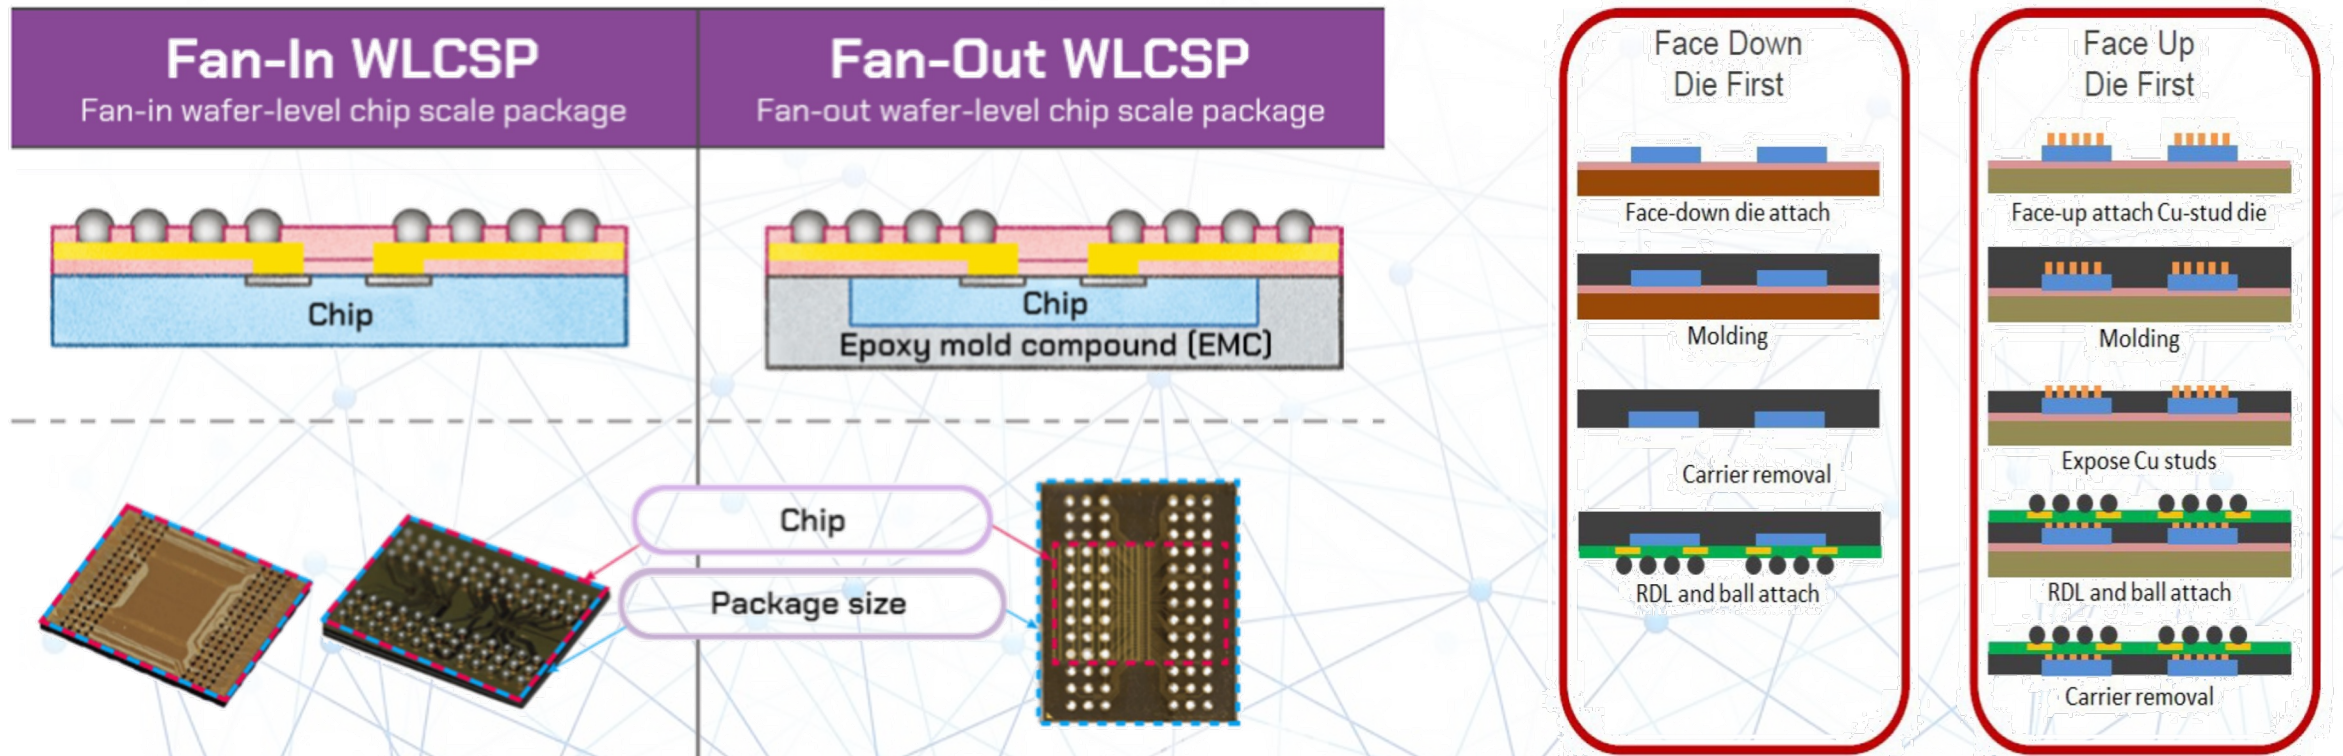 Fan-In WLCSP
Fan-in wafer-level chip scale package
Fan-Out WLCSP
Fan-out wafer-level chip scale package
Chip
Chip
Epoxy mold compound (EMC)
Chip
Package size
Face Down
Die First
Face-down die attach
Molding
Carrier removal
RDL and ball attach
Face Up
Die First
Face-up attach Cu-stud die
Molding
Expose Cu studs
RDL and ball attach
Carrier removal